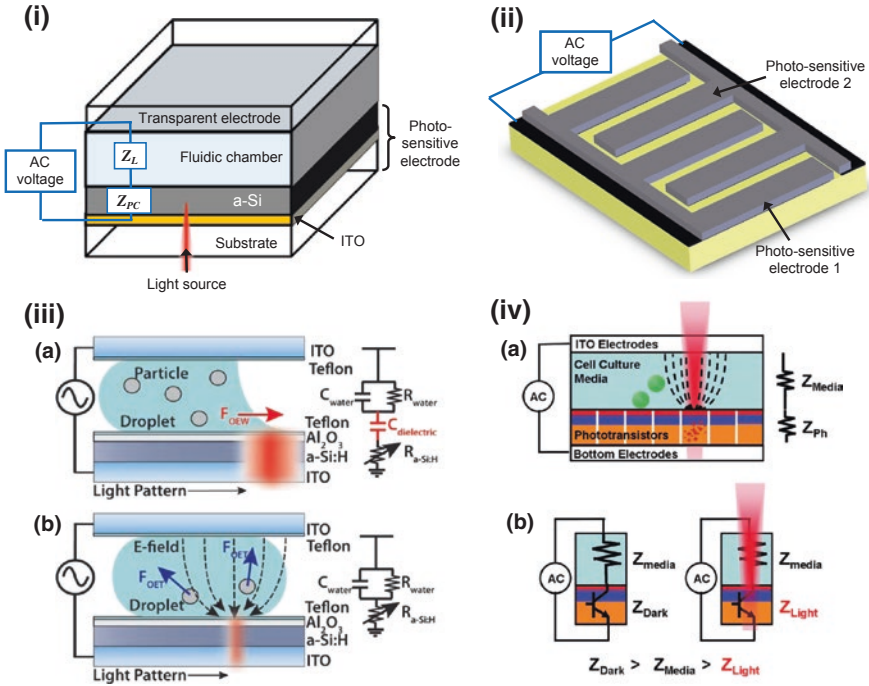 (i)
Transparent electrode
AC
voltage
Z_L
Fluidic chamber
Photo-
sensitive
electrode
Z_PC
a-Si
Substrate
ITO
Light source
(ii)
AC
voltage
Photo-sensitive
electrode 2
Photo-sensitive
electrode 1
(iii)
(a)
ITO
Teflon
Particle
Droplet
F_OEW
Teflon
Al2O3
a-Si:H
ITO
Light Pattern
C_water
R_water
C_dielectric
R_a-Si:H
(b)
ITO
Teflon
E-field
F_OET
F_OET
Droplet
Teflon
Al2O3
a-Si:H
ITO
Light Pattern
C_water
R_water
R_a-Si:H
(iv)
(a)
ITO Electrodes
Cell Culture
Media
AC
Phototransistors
Bottom Electrodes
Z_Media
Z_Ph
(b)
AC
Z_media
Z_Dark
AC
Z_media
Z_Light
Z_Dark > Z_Media > Z_Light